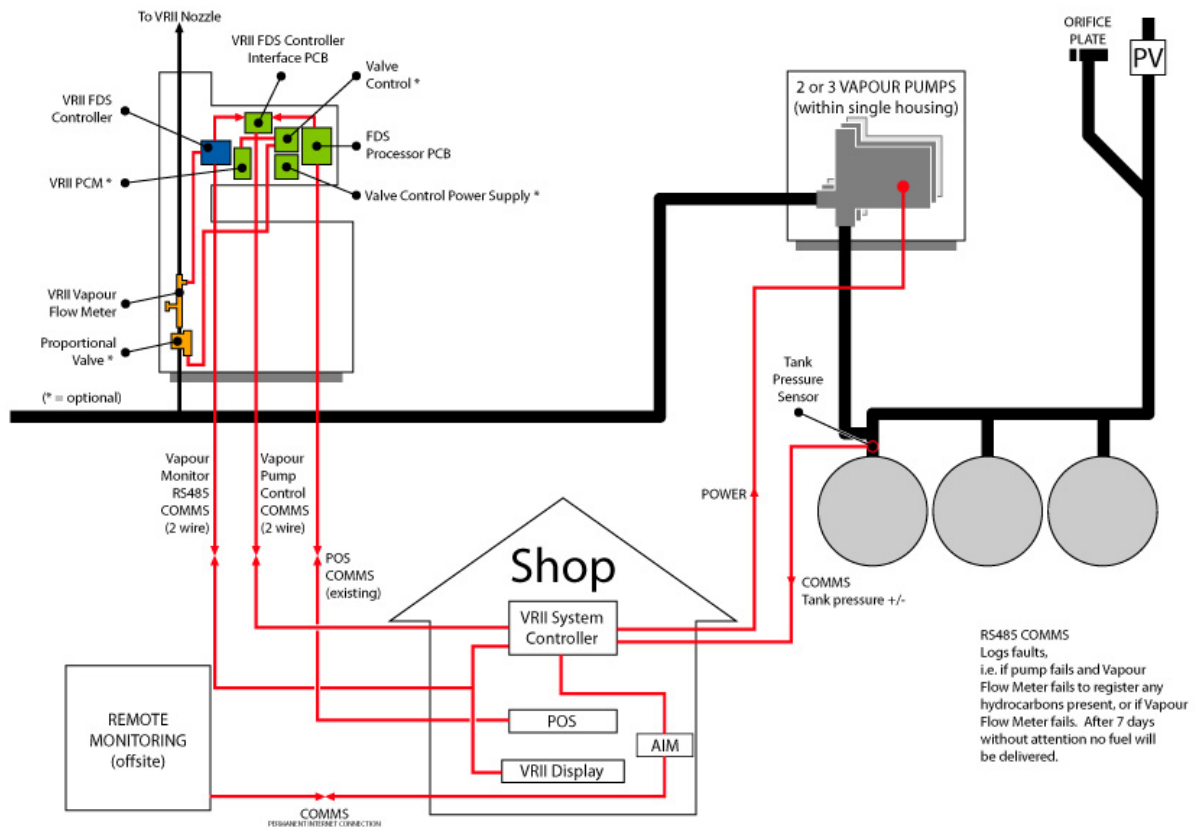 To VRII Nozzle
VRII FDS Controller
Interface PCB
Valve
Control *
VRII FDS
Controller
FDS
Processor PCB
VRII PCM *
Valve Control Power Supply *
VRII Vapour
Flow Meter
Proportional
Valve *
(* = optional)
2 or 3 VAPOUR PUMPS
(within single housing)
ORIFICE
PLATE
PV
Tank
Pressure
Sensor
Vapour
Monitor
RS485
COMMS
(2 wire)
Vapour
Pump
Control
COMMS
(2 wire)
POS
COMMS
(existing)
POWER
COMMS
Tank pressure +/-
Shop
VRII System
Controller
POS
AIM
VRII Display
REMOTE
MONITORING
(offsite)
COMMS
PERMANENT INTERNET CONNECTION
RS485 COMMS
Logs faults,
i.e. if pump fails and Vapour
Flow Meter fails to register any
hydrocarbons present, or if Vapour
Flow Meter fails.  After 7 days
without attention no fuel will
be delivered.